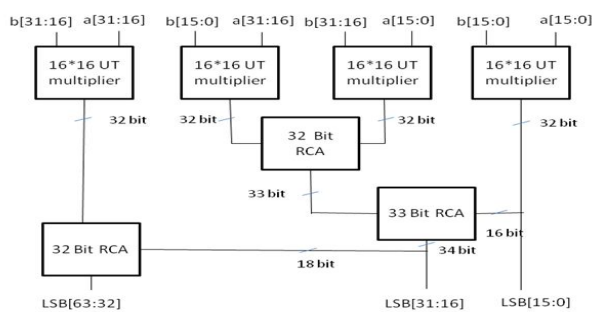 b[31:16] a[31:16] b[15:0] a[31:16] b[31:16] a[15:0] b[15:0] a[15:0]
16*16 UT
multiplier
16*16 UT
multiplier
16*16 UT
multiplier
16*16 UT
multiplier
32 bit
32 bit
32 bit
32 bit
32 Bit
RCA
33 bit
33 Bit RCA
16 bit
32 Bit RCA
18 bit
34 bit
LSB[63:32]
LSB[31:16]
LSB[15:0]